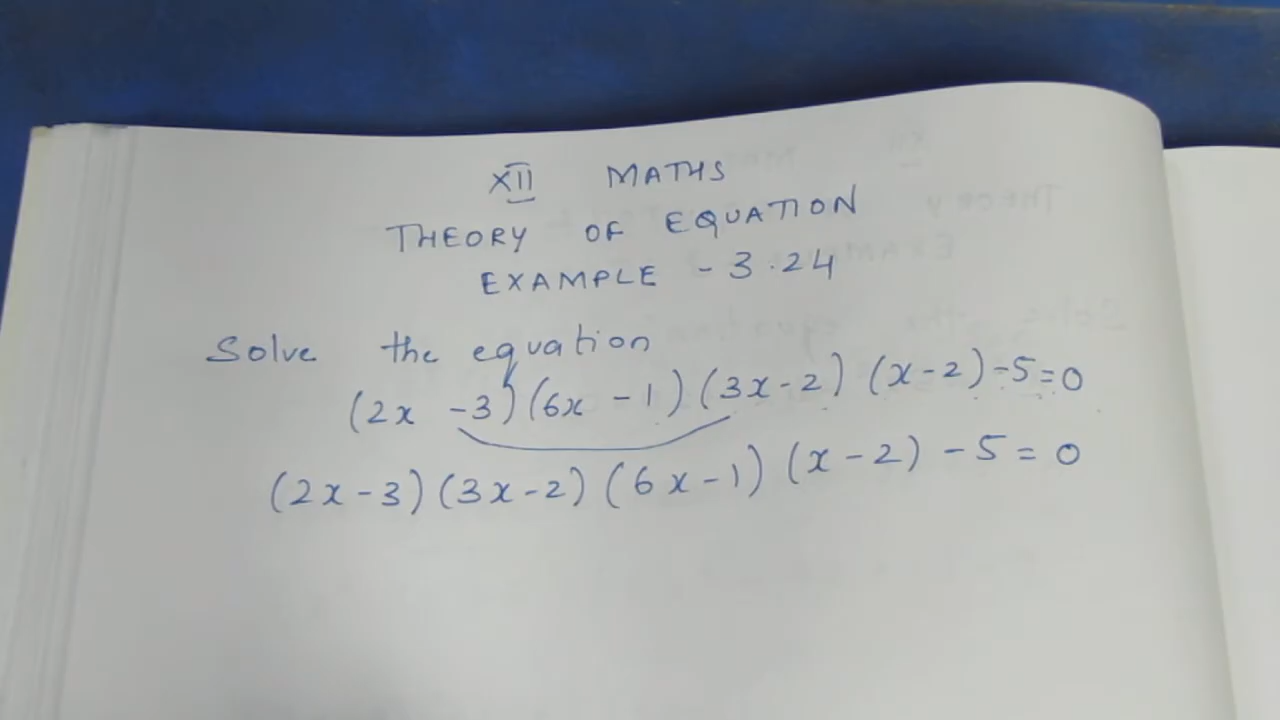 XII MATHS
THEORY OF EQUATION
EXAMPLE - 3.24
Solve the equation
(2x - 3) (6x - 1) (3x - 2) (x - 2) - 5 = 0
(2x - 3) (3x - 2) (6x - 1) (x - 2) - 5 = 0